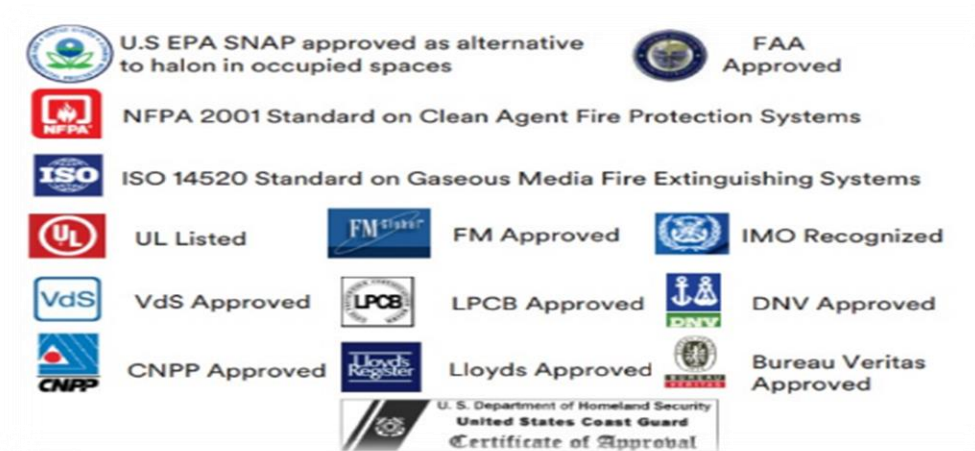 U.S EPA SNAP approved as alternative
to halon in occupied spaces
FAA
Approved
NFPA
NFPA 2001 Standard on Clean Agent Fire Protection Systems
ISO
ISO 14520 Standard on Gaseous Media Fire Extinguishing Systems
UL
UL Listed
FM Global
FM Approved
IMO Recognized
VdS
VdS Approved
LPCB
LPCB Approved
DNV
DNV Approved
CNPP
CNPP Approved
Lloyd's
Register
Lloyds Approved
BUREAU
VERITAS
Bureau Veritas
Approved
U. S. Department of Homeland Security
United States Coast Guard
Certificate of Approval